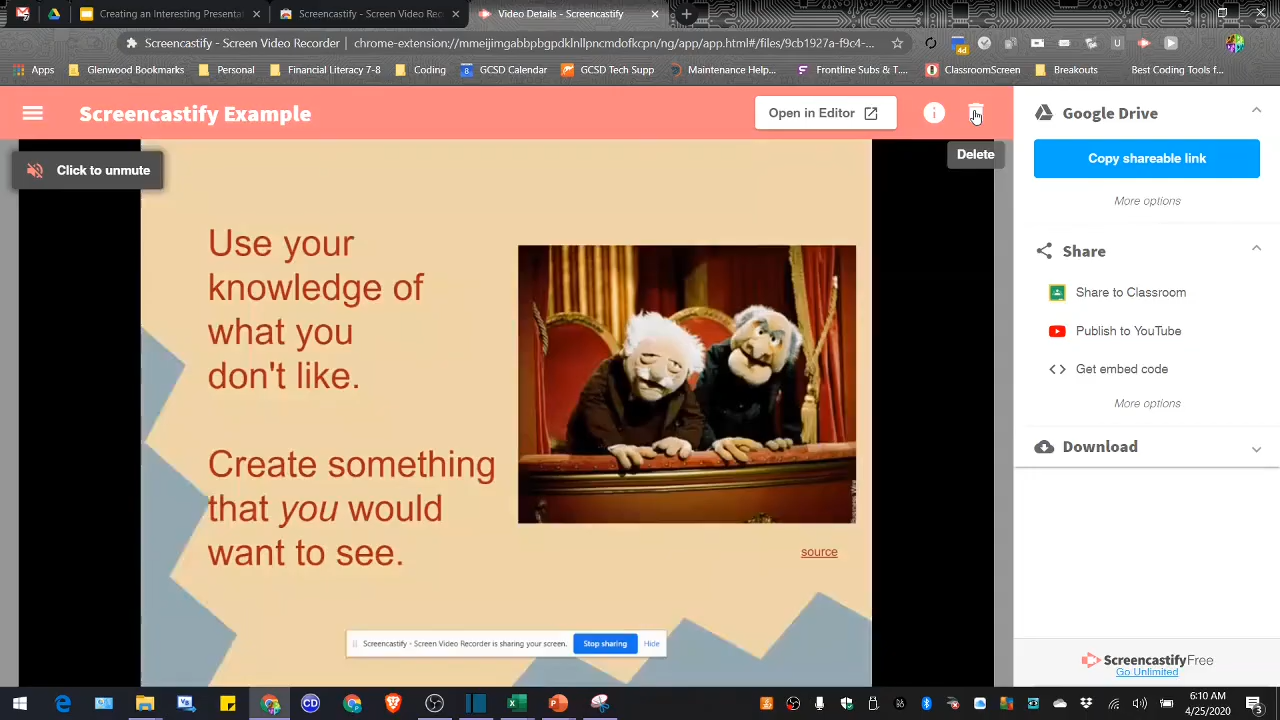 Creating an Interesting Presentat
Screencastify - Screen Video Rec
Video Details - Screencastify
Screencastify - Screen Video Recorder | chrome-extension://mmeijimgabbpbgpdklnllpncmdofkcpn/ng/app/app.html#/files/9cb1927a-f9c4-...
4d
Apps
Glenwood Bookmarks
Personal
Financial Literacy 7-8
Coding
GCSD Calendar
GCSD Tech Supp
Maintenance Help...
Frontline Subs & T....
ClassroomScreen
Breakouts
Best Coding Tools f...
Screencastify Example
Open in Editor
Delete
Click to unmute
Use your
knowledge of
what you
don't like.
Create something
that you would
want to see.
source
Screencastify - Screen Video Recorder is sharing your screen.
Stop sharing
Hide
Google Drive
Copy shareable link
More options
Share
Share to Classroom
Publish to YouTube
Get embed code
More options
Download
ScreencastifyFree
Go Unlimited
6:10 AM
4/25/2020